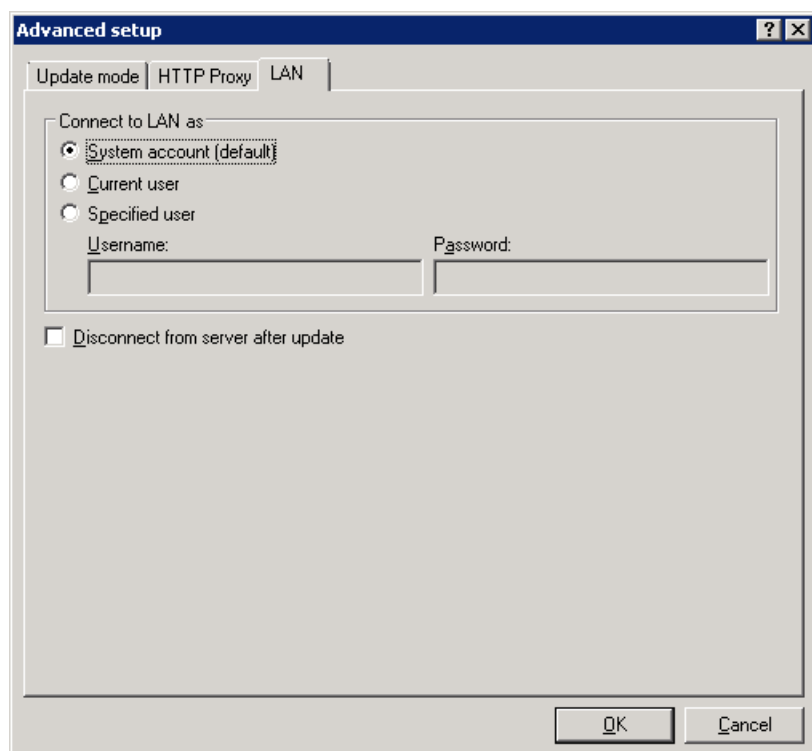 Advanced setup
Update mode HTTP Proxy LAN
Connect to LAN as
System account (default)
Current user
Specified user
Username: Password:
Disconnect from server after update
OK Cancel